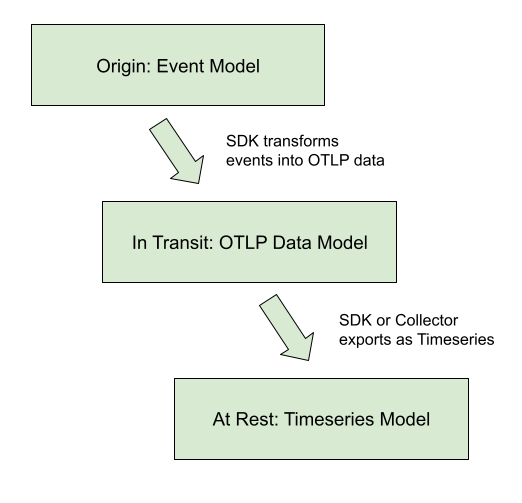 Origin: Event Model
SDK transforms
events into OTLP data
In Transit: OTLP Data Model
SDK or Collector
exports as Timeseries
At Rest: Timeseries Model